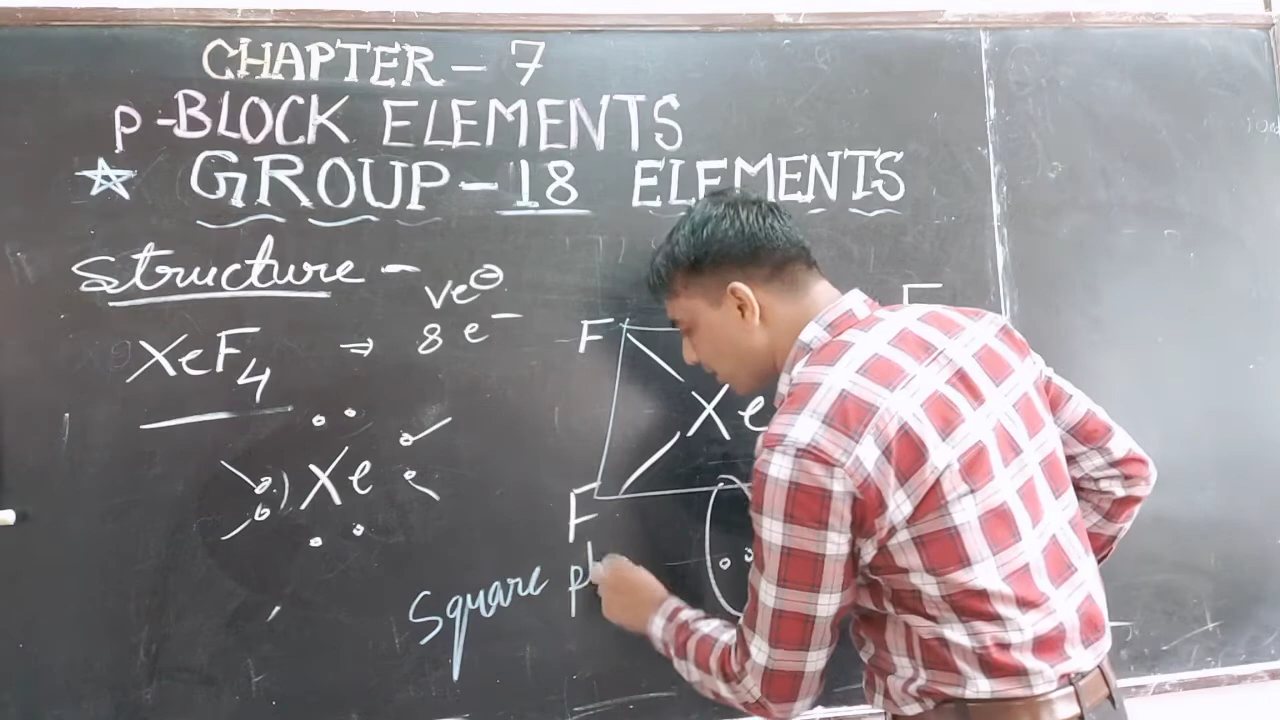 CHAPTER - 7
p-BLOCK ELEMENTS
☆ GROUP-18 ELEMENTS
Structure -
Ve⊖
XeF₄ ⇒ 8 e⁻
F
F
Xe
Xe
F
Square pl